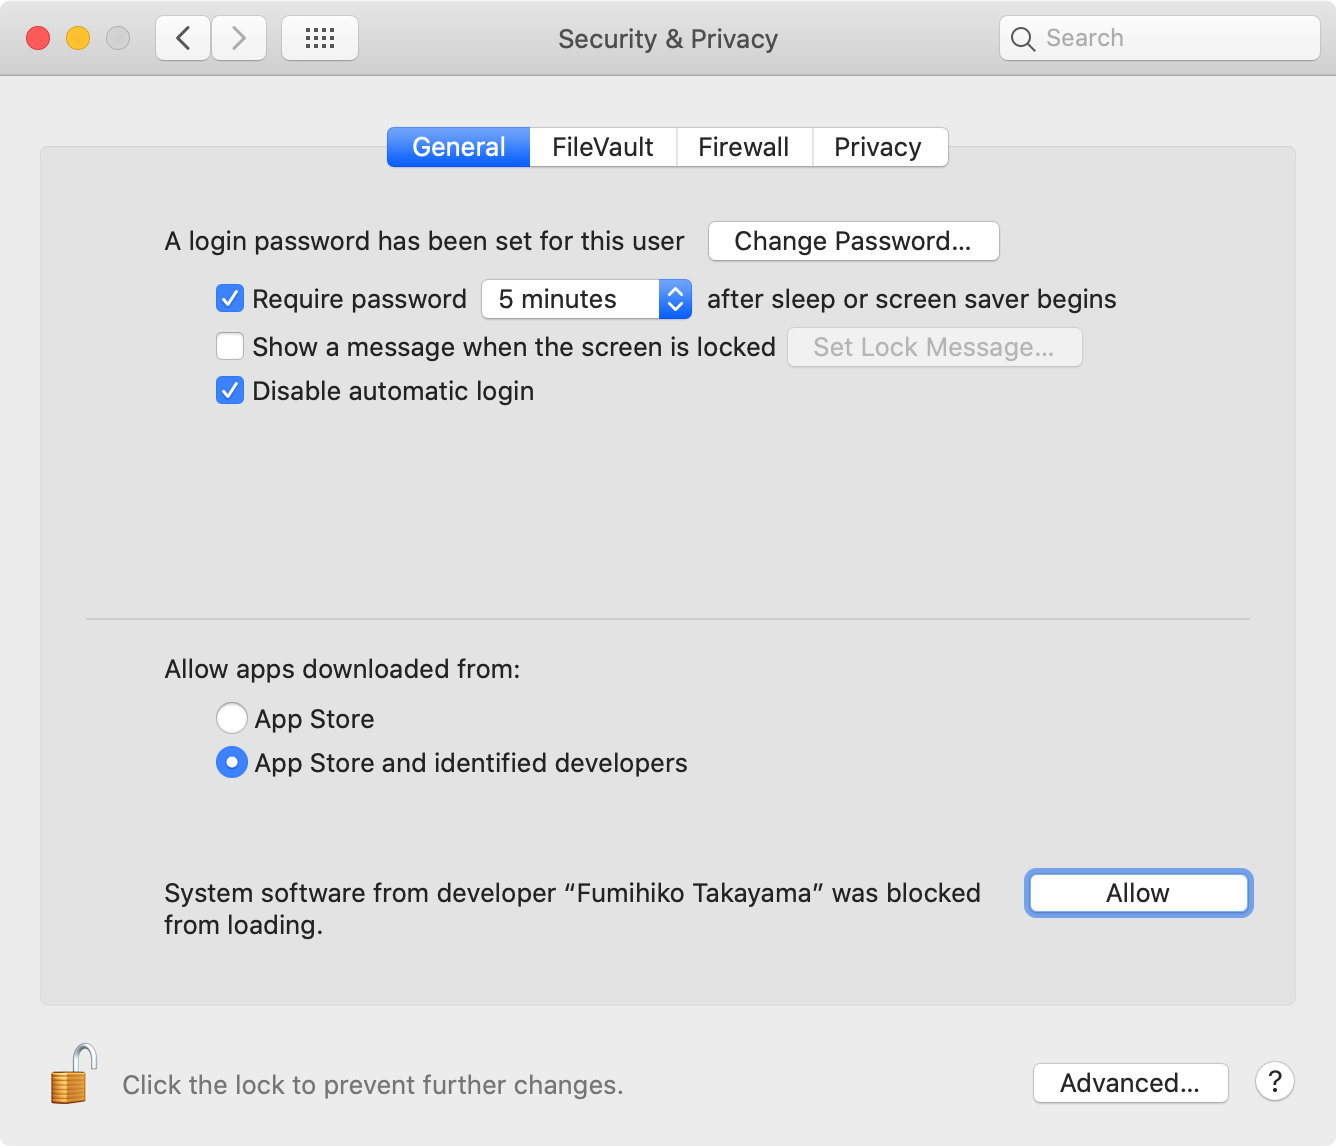 Security & Privacy
Search
General
FileVault
Firewall
Privacy
A login password has been set for this user
Change Password...
Require password
5 minutes
after sleep or screen saver begins
Show a message when the screen is locked
Set Lock Message...
Disable automatic login
Allow apps downloaded from:
App Store
App Store and identified developers
System software from developer “Fumihiko Takayama” was blocked
from loading.
Allow
Click the lock to prevent further changes.
Advanced...
?